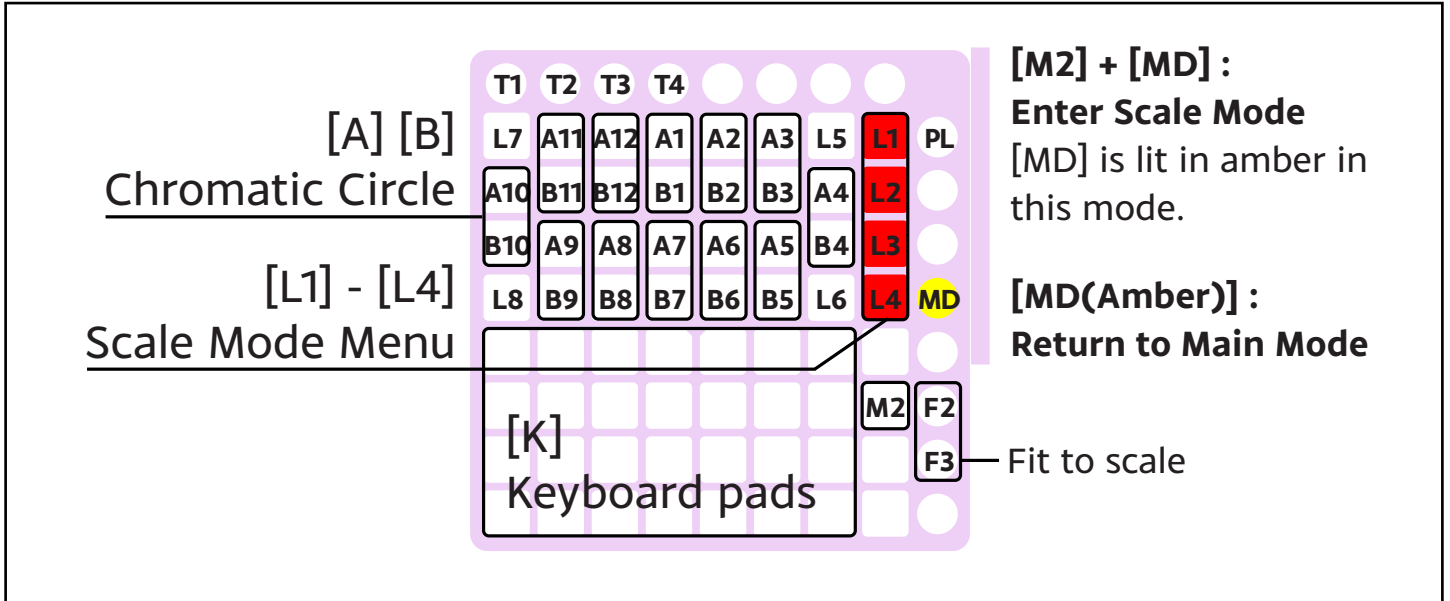 [A] [B]
Chromatic Circle
[L1] - [L4]
Scale Mode Menu
T1 T2 T3 T4
L7 A11 A12 A1 A2 A3 L5 L1 PL
A10 B11 B12 B1 B2 B3 A4 L2
B10 A9 A8 A7 A6 A5 B4 L3
L8 B9 B8 B7 B6 B5 L6 L4 MD
M2 F2
F3
[K]
Keyboard pads
[M2] + [MD] :
Enter Scale Mode
[MD] is lit in amber in
this mode.
[MD(Amber)] :
Return to Main Mode
Fit to scale